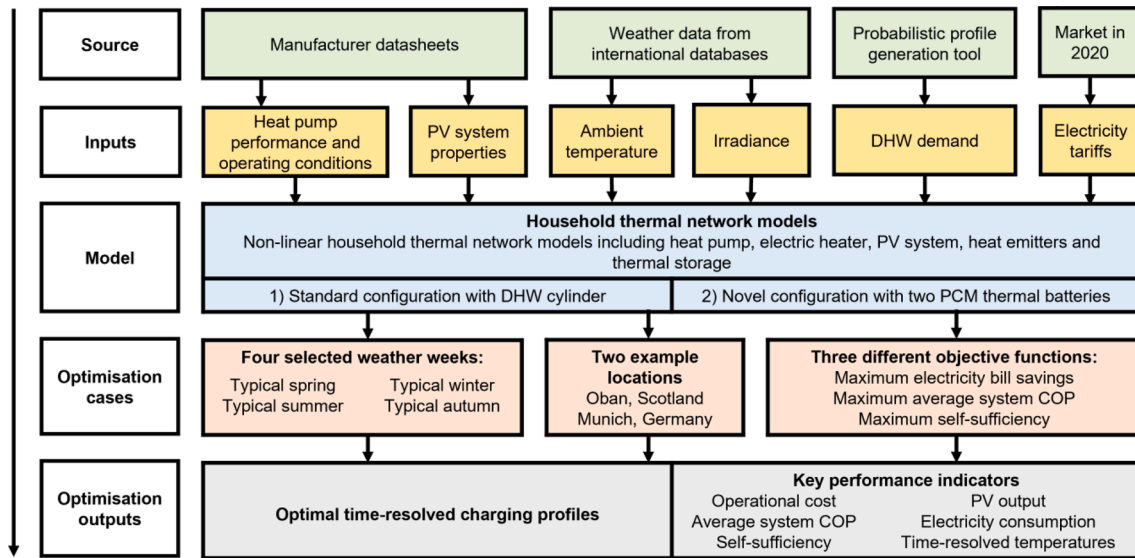 Source
Manufacturer datasheets
Weather data from
international databases
Probabilistic profile
generation tool
Market in
2020
Inputs
Heat pump
performance and
operating conditions
PV system
properties
Ambient
temperature
Irradiance
DHW demand
Electricity
tariffs
Model
Household thermal network models
Non-linear household thermal network models including heat pump, electric heater, PV system, heat emitters and
thermal storage
1) Standard configuration with DHW cylinder
2) Novel configuration with two PCM thermal batteries
Optimisation
cases
Four selected weather weeks:
Typical spring
Typical winter
Typical summer
Typical autumn
Two example
locations
Oban, Scotland
Munich, Germany
Three different objective functions:
Maximum electricity bill savings
Maximum average system COP
Maximum self-sufficiency
Optimisation
outputs
Optimal time-resolved charging profiles
Key performance indicators
Operational cost
PV output
Average system COP
Electricity consumption
Self-sufficiency
Time-resolved temperatures